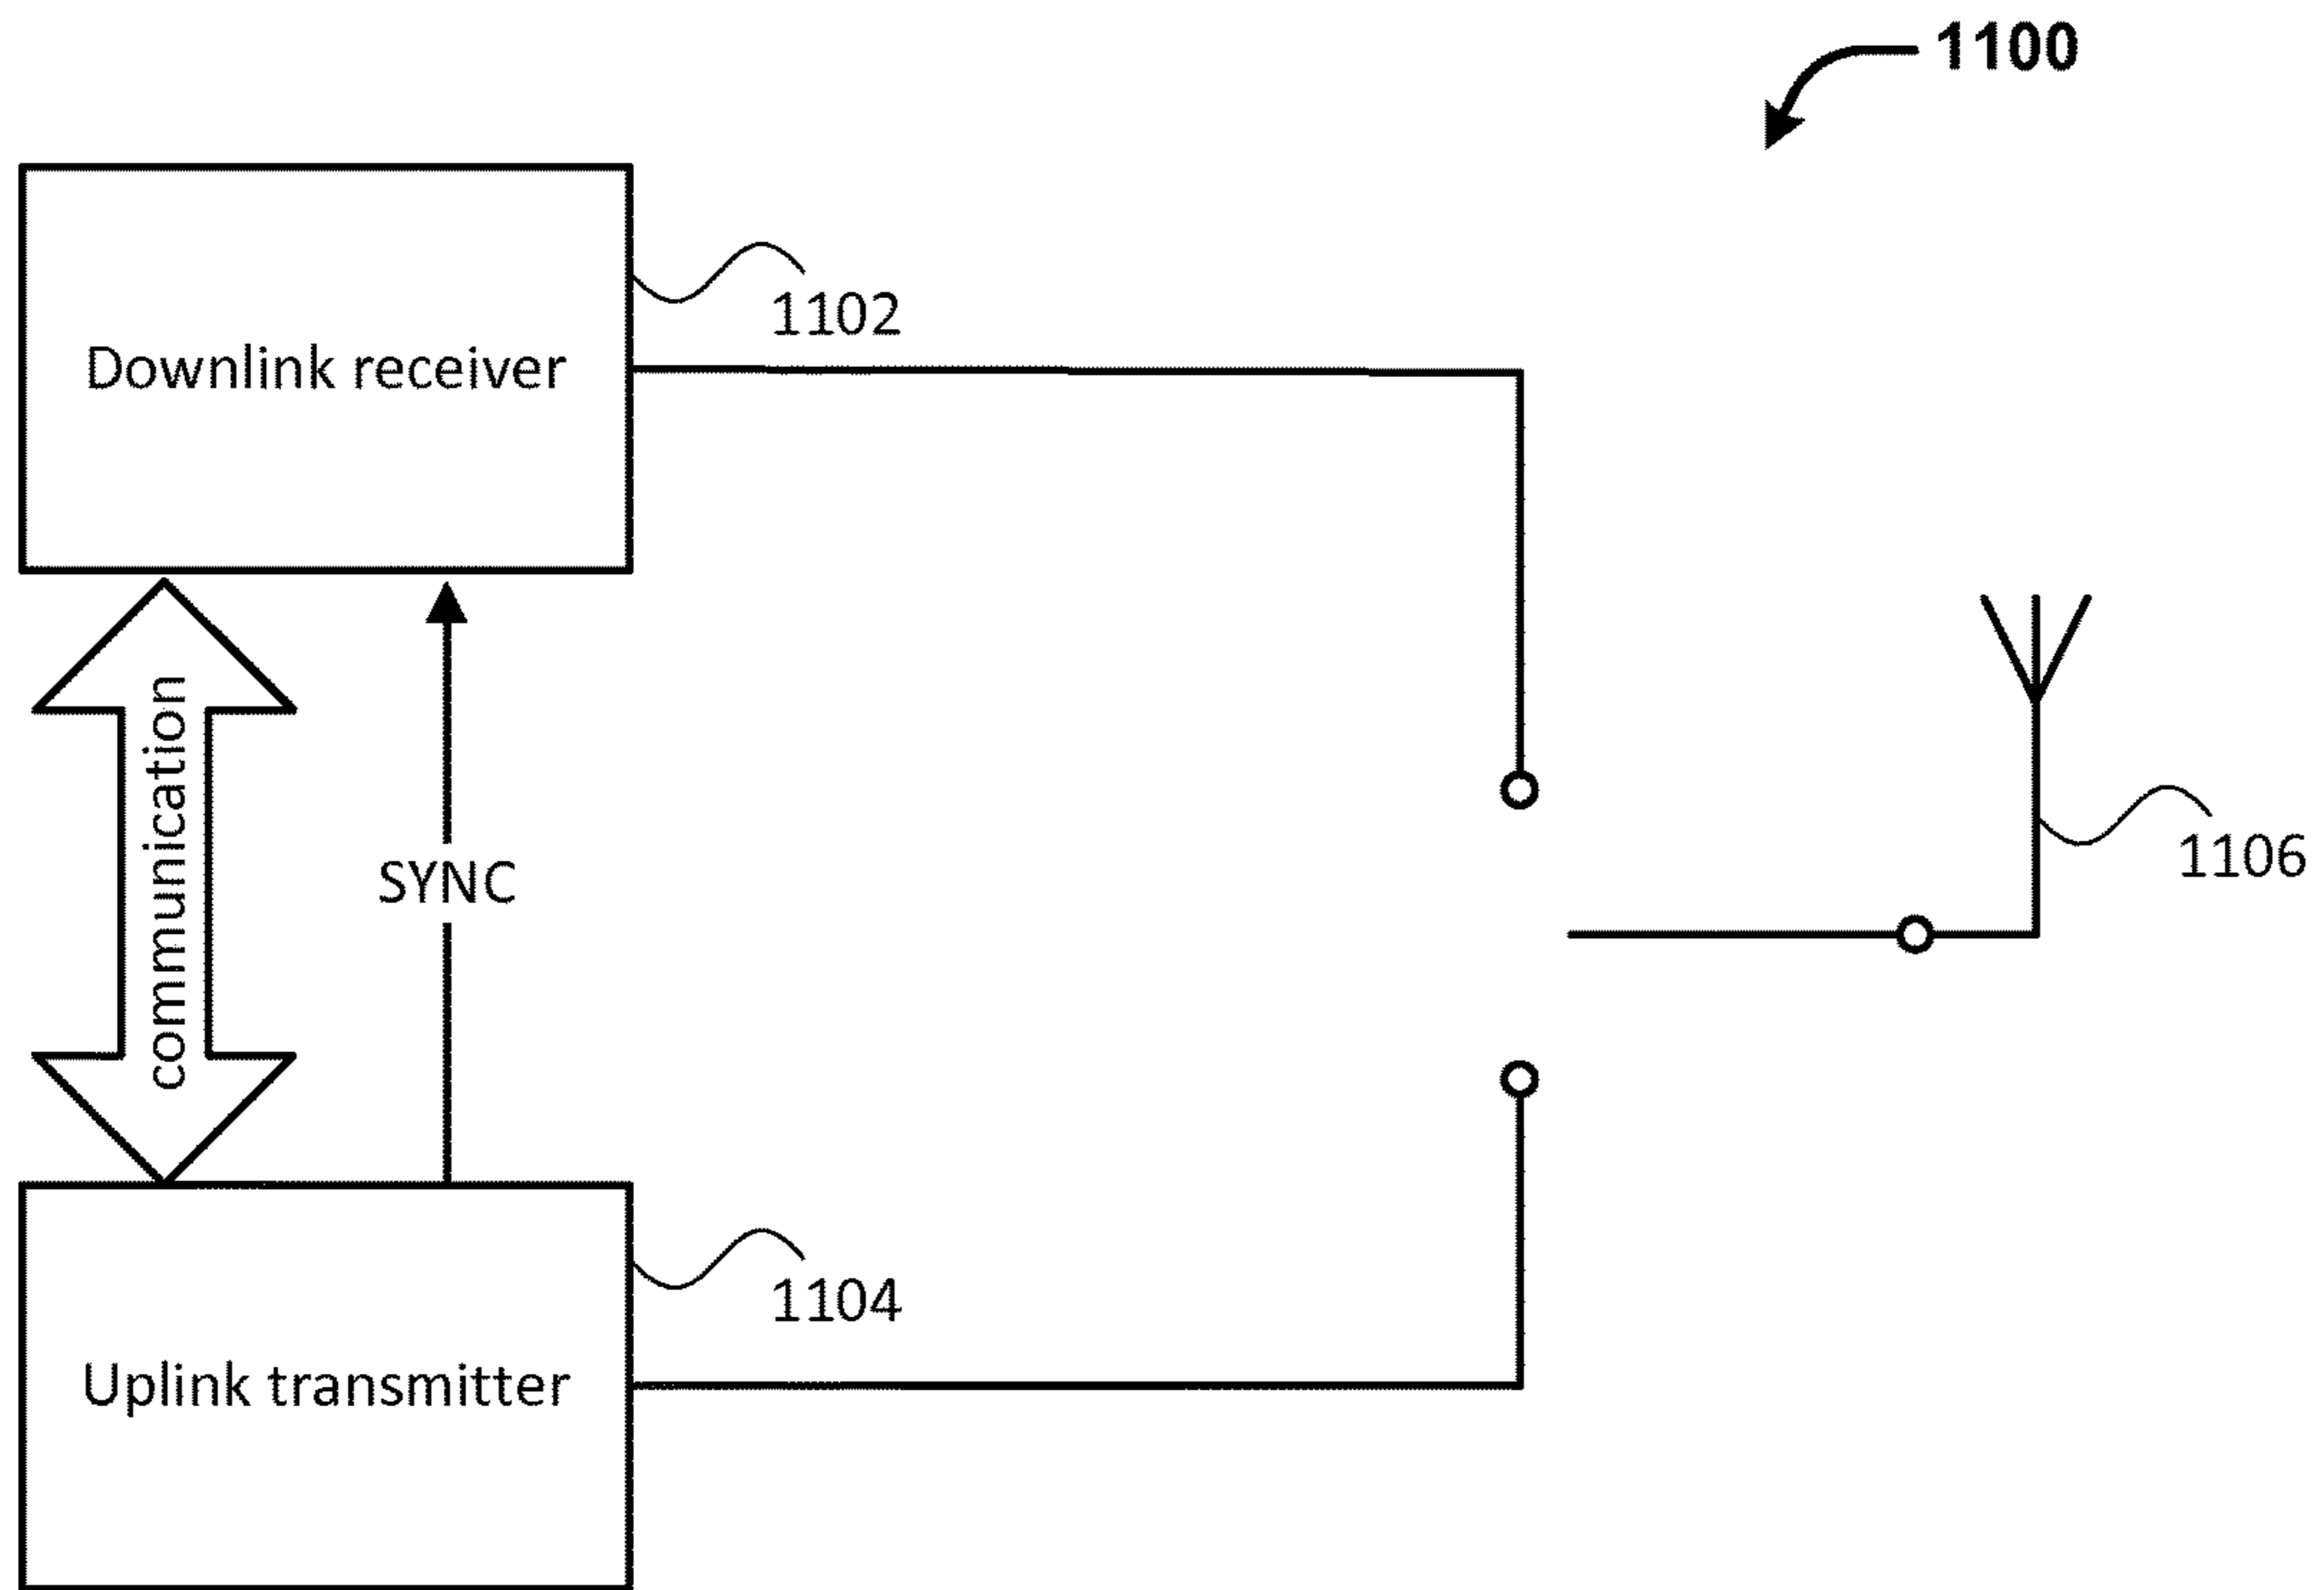 1100
1102
Downlink receiver
communication
SYNC
1106
1104
Uplink transmitter